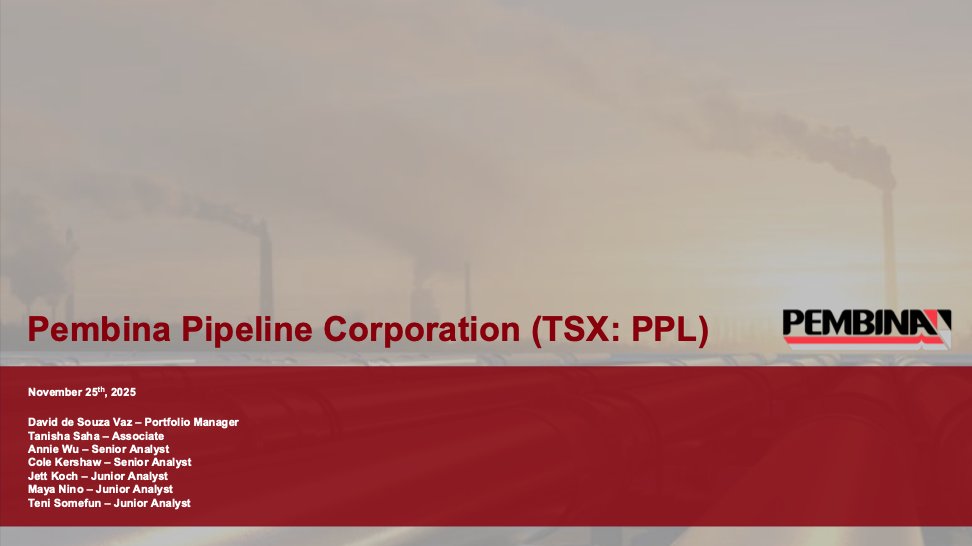 Pembina Pipeline Corporation (TSX: PPL)
PEMBINA
November 25th, 2025
David de Souza Vaz – Portfolio Manager
Tanisha Saha – Associate
Annie Wu – Senior Analyst
Cole Kershaw – Senior Analyst
Jett Koch – Junior Analyst
Maya Nino – Junior Analyst
Teni Somefun – Junior Analyst